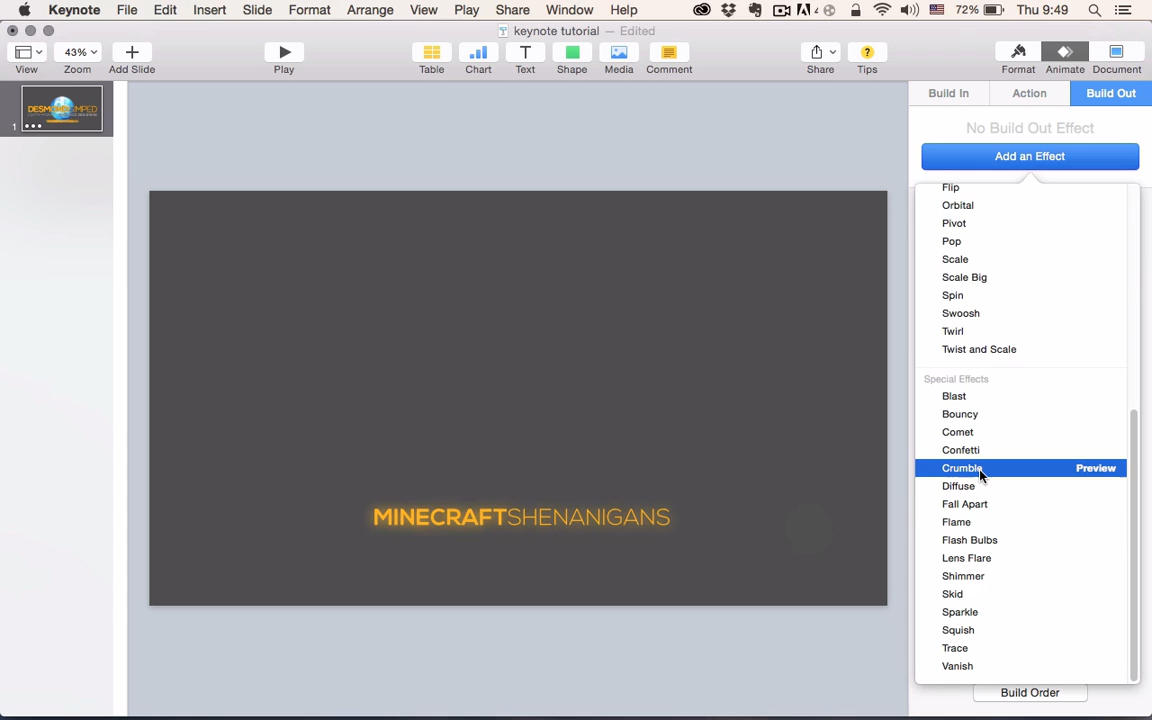 Keynote File Edit Insert Slide Format Arrange View Play Share Window Help 4 72% Thu 9:49
keynote tutorial — Edited
43%
View Zoom Add Slide Play Table Chart Text Shape Media Comment Share Tips Format Animate Document
Build In Action Build Out
No Build Out Effect
Add an Effect
1
Flip
Orbital
Pivot
Pop
Scale
Scale Big
Spin
Swoosh
Twirl
Twist and Scale
Special Effects
Blast
Bouncy
Comet
Confetti
Crumble Preview
Diffuse
Fall Apart
Flame
Flash Bulbs
Lens Flare
Shimmer
Skid
Sparkle
Squish
Trace
Vanish
MINECRAFTSHENANIGANS
Build Order